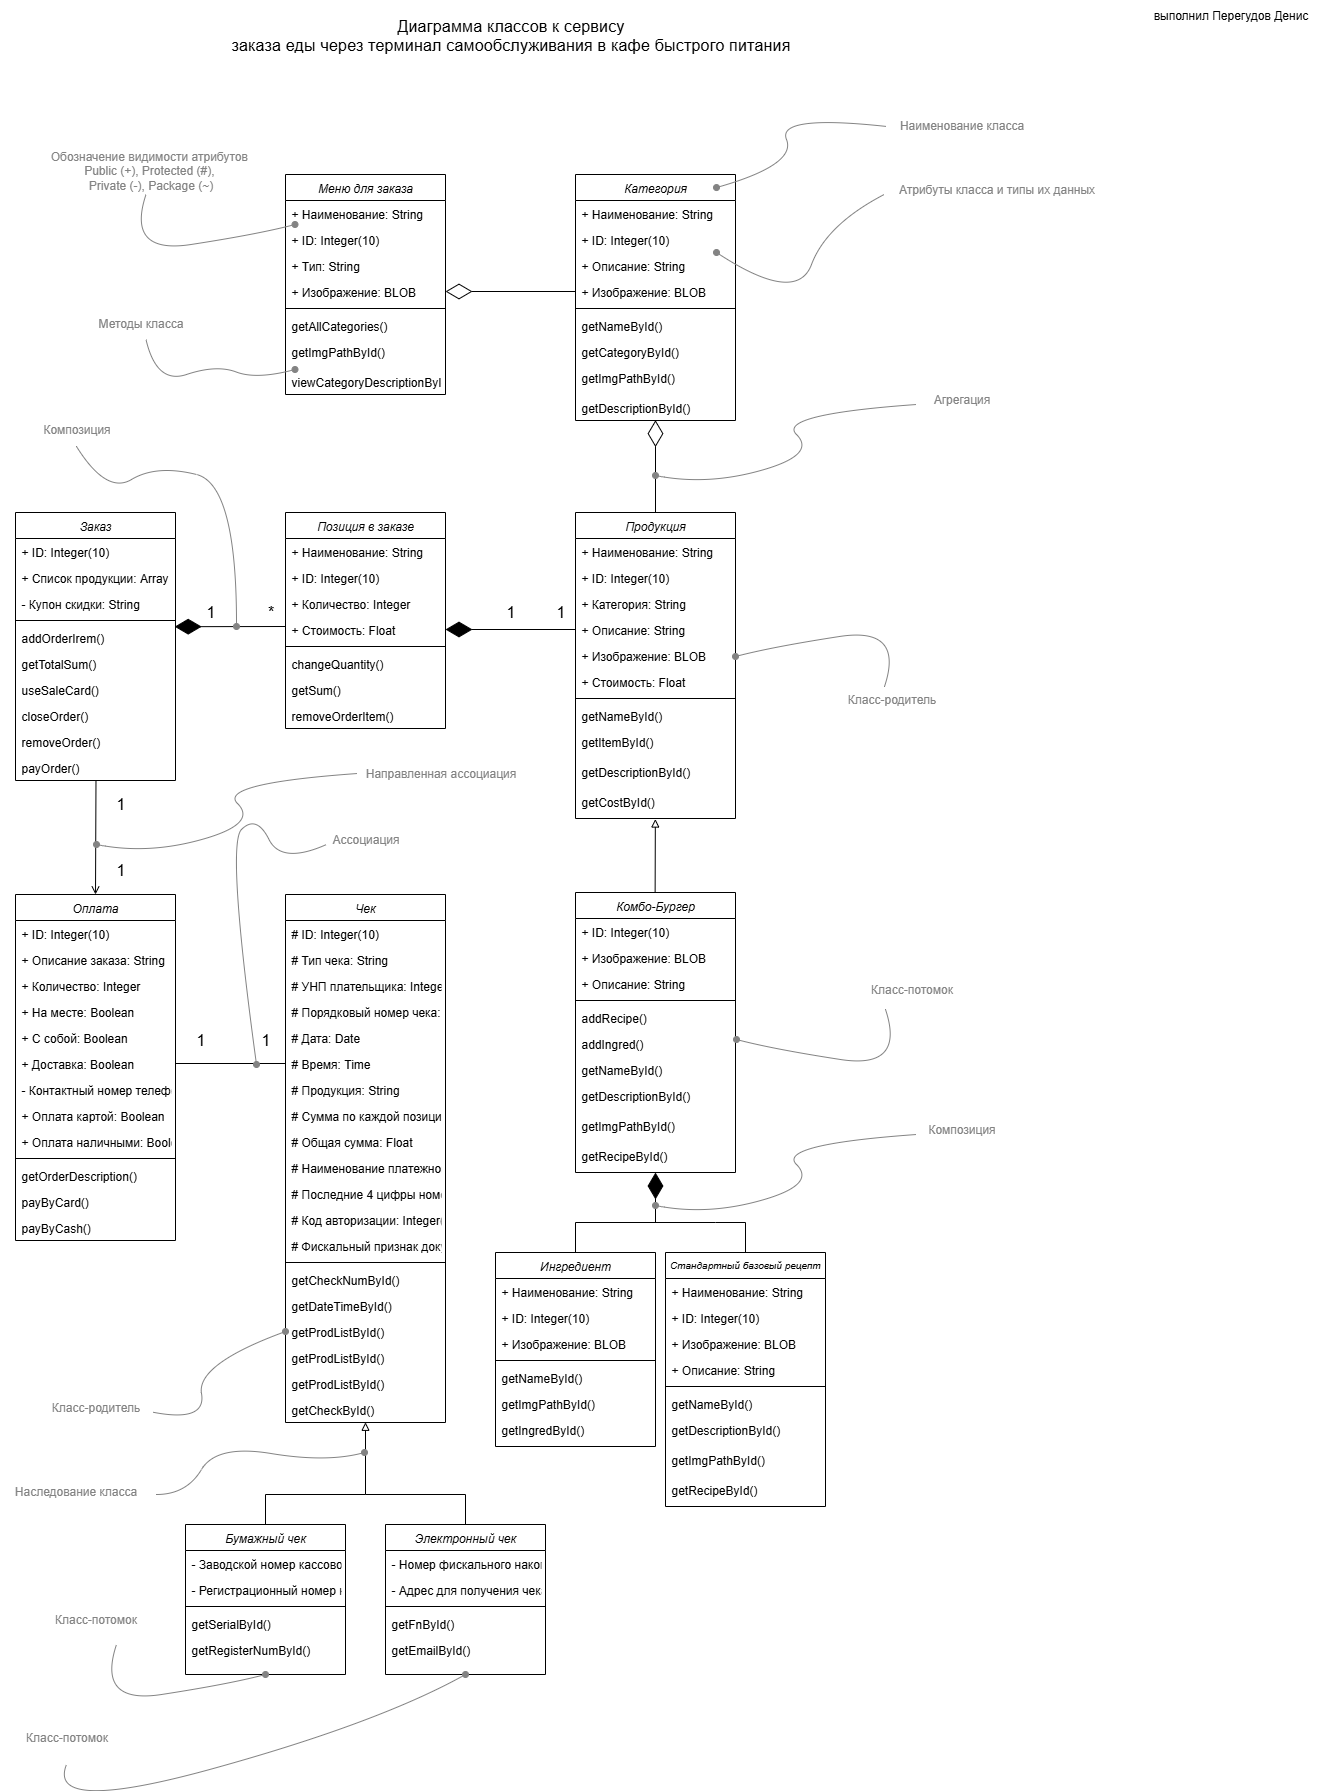 выполнил Перегудов Денис
Диаграмма классов к сервису
заказа еды через терминал самообслуживания в кафе быстрого питания
Наименование класса
Обозначение видимости атрибутов
Public (+), Protected (#),
Private (-), Package (~)
Атрибуты класса и типы их данных
Методы класса
Меню для заказа
+ Наименование: String
+ ID: Integer(10)
+ Тип: String
+ Изображение: BLOB
getAllCategories()
getImgPathById()
viewCategoryDescriptionByI
Категория
+ Наименование: String
+ ID: Integer(10)
+ Описание: String
+ Изображение: BLOB
getNameById()
getCategoryById()
getImgPathById()
getDescriptionById()
Агрегация
Композиция
Заказ
+ ID: Integer(10)
+ Список продукции: Array
- Купон скидки: String
addOrderIrem()
getTotalSum()
useSaleCard()
closeOrder()
removeOrder()
payOrder()
1
*
Позиция в заказе
+ Наименование: String
+ ID: Integer(10)
+ Количество: Integer
+ Стоимость: Float
changeQuantity()
getSum()
removeOrderItem()
1
1
Продукция
+ Наименование: String
+ ID: Integer(10)
+ Категория: String
+ Описание: String
+ Изображение: BLOB
+ Стоимость: Float
getNameById()
getItemById()
getDescriptionById()
getCostById()
Класс-родитель
Направленная ассоциация
1
1
Ассоциация
Оплата
+ ID: Integer(10)
+ Описание заказа: String
+ Количество: Integer
+ На месте: Boolean
+ С собой: Boolean
+ Доставка: Boolean
- Контактный номер телеф
+ Оплата картой: Boolean
+ Оплата наличными: Bool
getOrderDescription()
payByCard()
payByCash()
1
1
Чек
# ID: Integer(10)
# Тип чека: String
# УНП плательщика: Intege
# Порядковый номер чека:
# Дата: Date
# Время: Time
# Продукция: String
# Сумма по каждой позици
# Общая сумма: Float
# Наименование платежно
# Последние 4 цифры ном
# Код авторизации: Integer(
# Фискальный признак док
getCheckNumById()
getDateTimeById()
getProdListById()
getProdListById()
getProdListById()
getCheckById()
Комбо-Бургер
+ ID: Integer(10)
+ Изображение: BLOB
+ Описание: String
addRecipe()
addIngred()
getNameById()
getDescriptionById()
getImgPathById()
getRecipeById()
Класс-потомок
Композиция
Ингредиент
+ Наименование: String
+ ID: Integer(10)
+ Изображение: BLOB
getNameById()
getImgPathById()
getIngredById()
Стандартный базовый рецепт
+ Наименование: String
+ ID: Integer(10)
+ Изображение: BLOB
+ Описание: String
getNameById()
getDescriptionById()
getImgPathById()
getRecipeById()
Класс-родитель
Наследование класса
Бумажный чек
- Заводской номер кассово
- Регистрационный номер
getSerialById()
getRegisterNumById()
Электронный чек
- Номер фискального нако
- Адрес для получения чек
getFnById()
getEmailById()
Класс-потомок
Класс-потомок